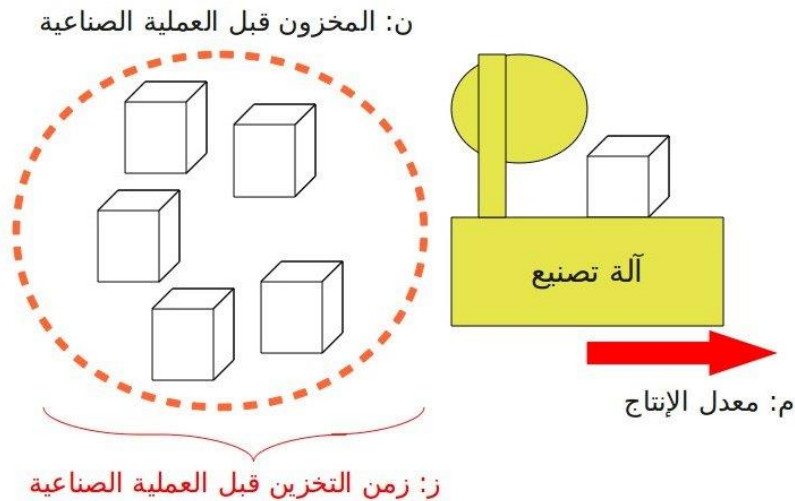 ن: المخزون قبل العملية الصناعية
آلة تصنيع
م: معدل الإنتاج
ز: زمن التخزين قبل العملية الصناعية